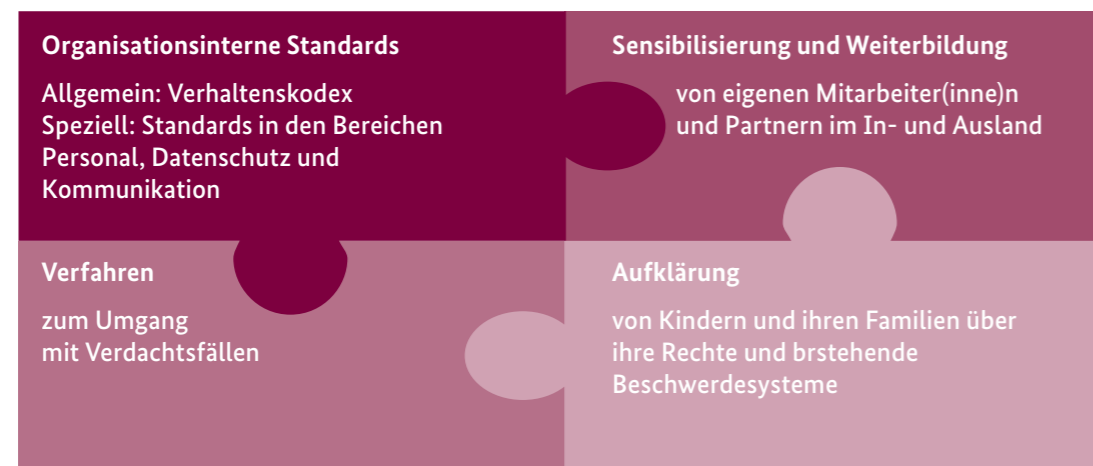 Organisationsinterne Standards
Allgemein: Verhaltenskodex
Speziell: Standards in den Bereichen
Personal, Datenschutz und
Kommunikation
Sensibilisierung und Weiterbildung
von eigenen Mitarbeiter(inne)n
und Partnern im In- und Ausland
Verfahren
zum Umgang
mit Verdachtsfällen
Aufklärung
von Kindern und ihren Familien über
ihre Rechte und brstehende
Beschwerdesysteme